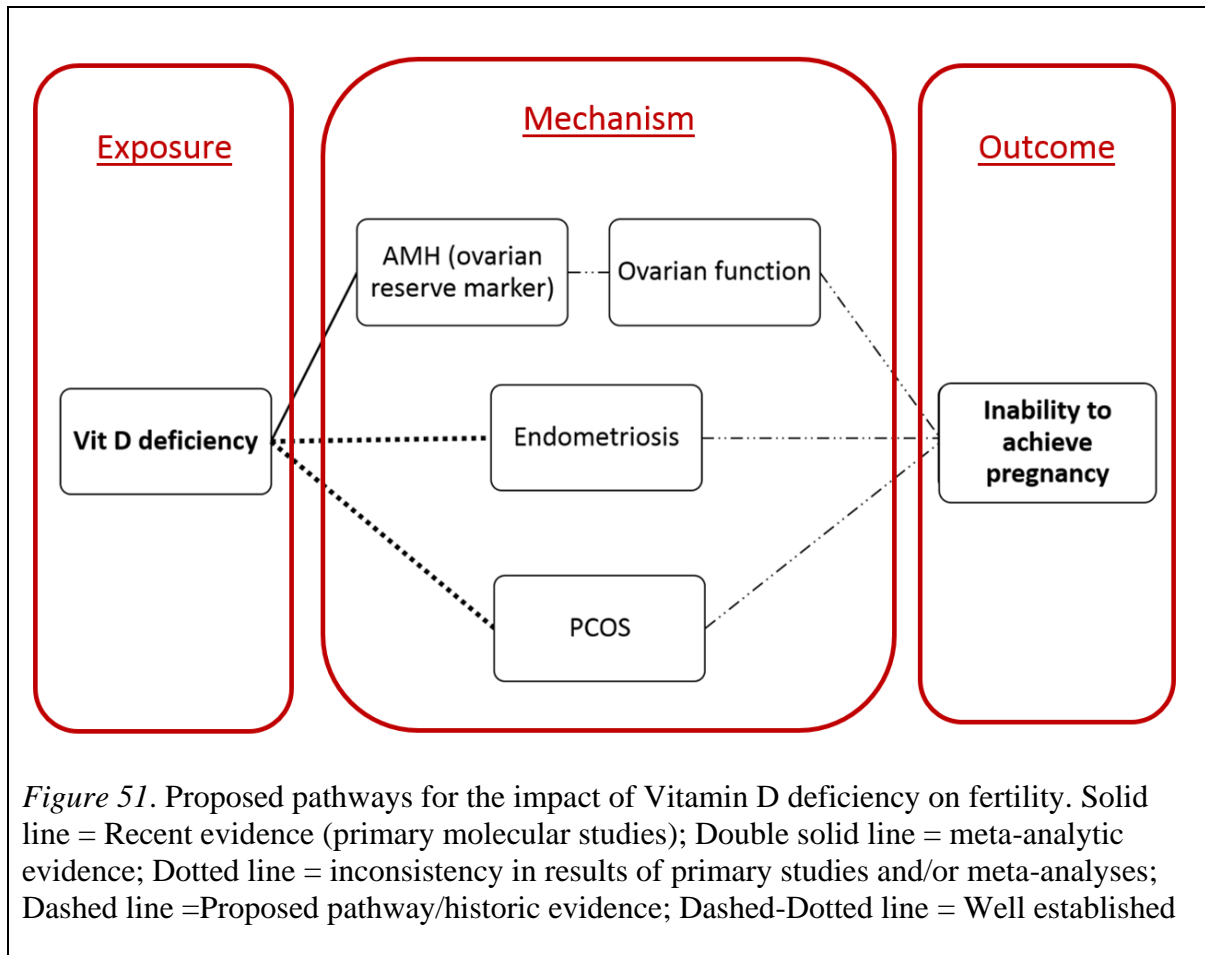 Exposure
Mechanism
Outcome
AMH (ovarian
reserve marker)
Ovarian function
Vit D deficiency
Endometriosis
Inability to
achieve
pregnancy
PCOS
Figure 51. Proposed pathways for the impact of Vitamin D deficiency on fertility. Solid
line = Recent evidence (primary molecular studies); Double solid line = meta-analytic
evidence; Dotted line = inconsistency in results of primary studies and/or meta-analyses;
Dashed line =Proposed pathway/historic evidence; Dashed-Dotted line = Well established